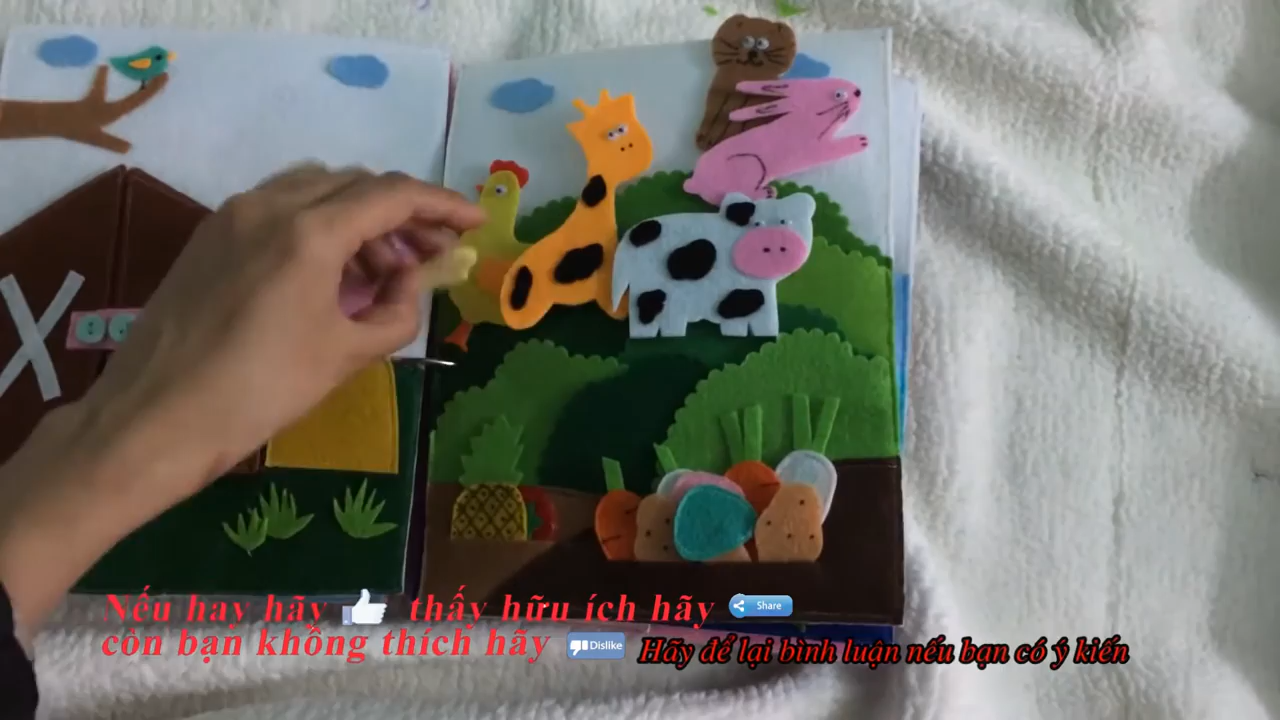 Nếu hay hãy thấy hữu ích hãy Share
còn bạn không thích hãy Dislike Hãy để lại bình luận nếu bạn có ý kiến